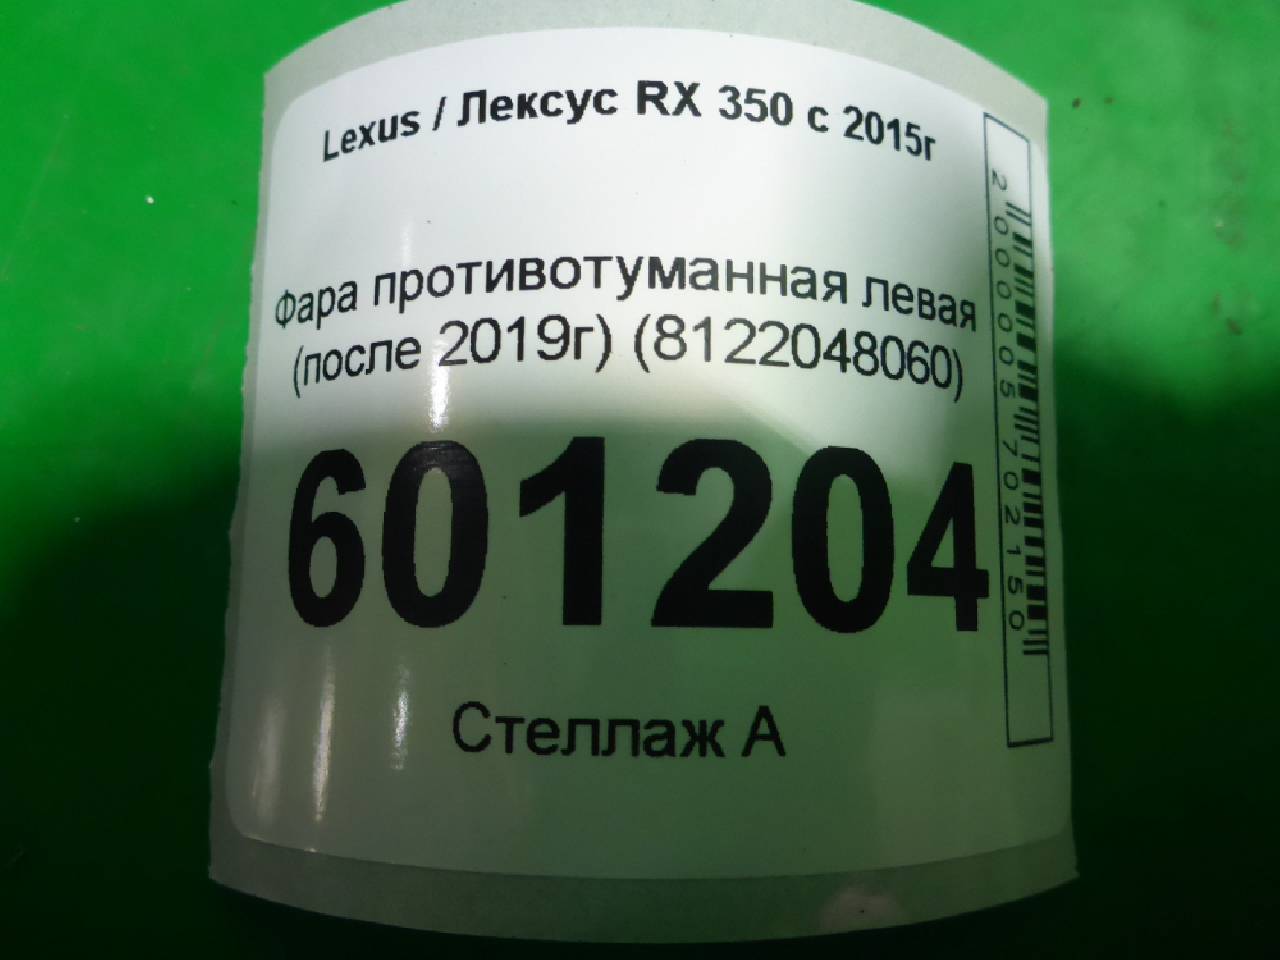 Lexus / Лексус RX 350 с 2015г
Фара противотуманная левая
(после 2019г) (8122048060)
601204
Стеллаж А
2000005702150